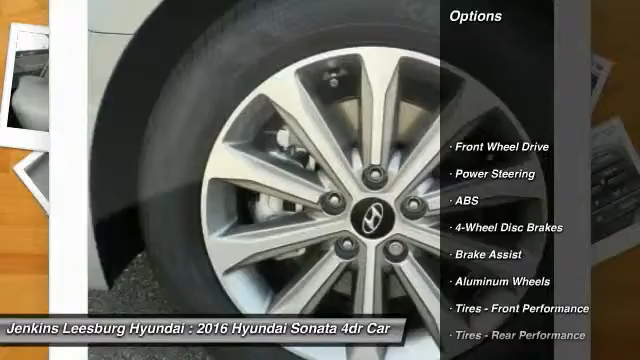 Options
· Front Wheel Drive
· Power Steering
· ABS
· 4-Wheel Disc Brakes
· Brake Assist
· Aluminum Wheels
· Tires - Front Performance
· Tires - Rear Performance
Jenkins Leesburg Hyundai : 2016 Hyundai Sonata 4dr Car